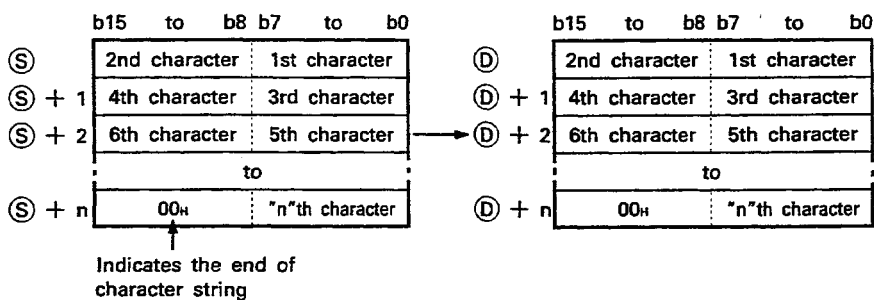 b15 to b8 b7 to b0 b15 to b8 b7 to b0
Ⓢ 2nd character 1st character Ⓓ 2nd character 1st character
Ⓢ + 1 4th character 3rd character Ⓓ + 1 4th character 3rd character
Ⓢ + 2 6th character 5th character Ⓓ + 2 6th character 5th character
to to
Ⓢ + n 00H "n"th character Ⓓ + n 00H "n"th character
Indicates the end of
character string